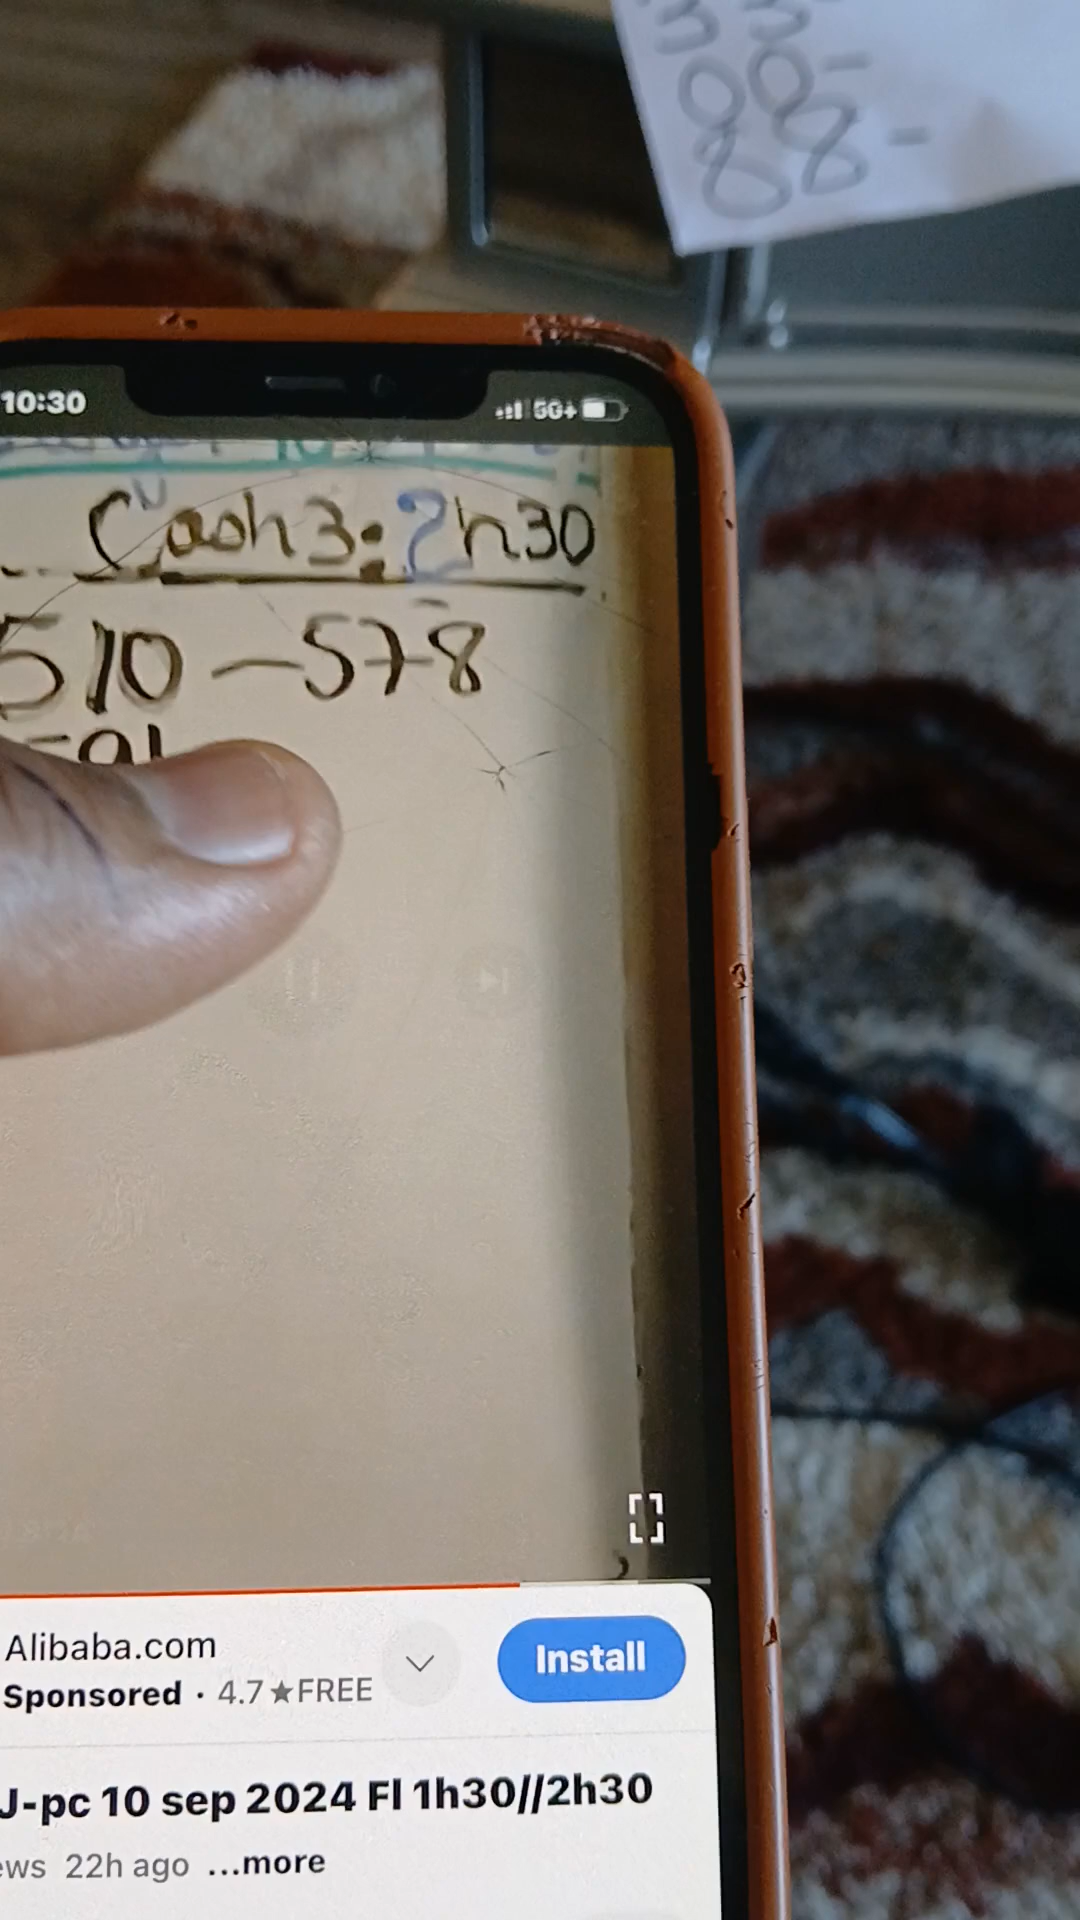 10:30
5G+
Cash3: 2h30
510 - 578
Alibaba.com
Install
Sponsored · 4.7★FREE
J-pc 10 sep 2024 Fl 1h30//2h30
ews 22h ago ...more